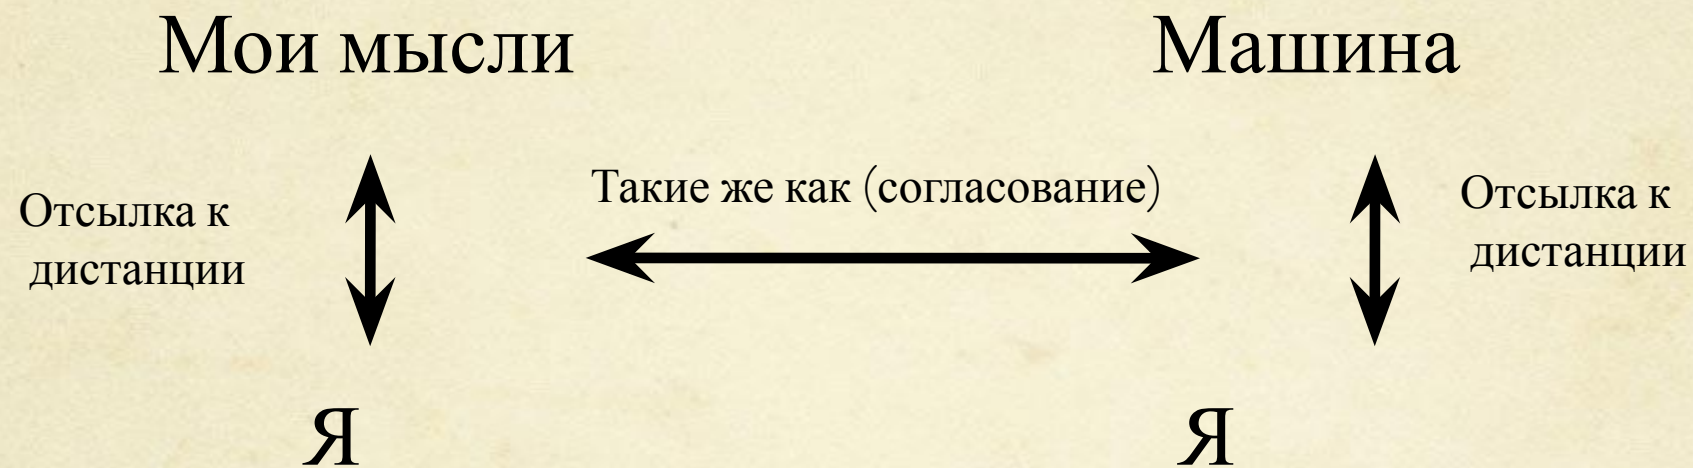 Мои мысли
Машина
Отсылка к
дистанции
Такие же как (согласование)
Отсылка к
дистанции
Я
Я